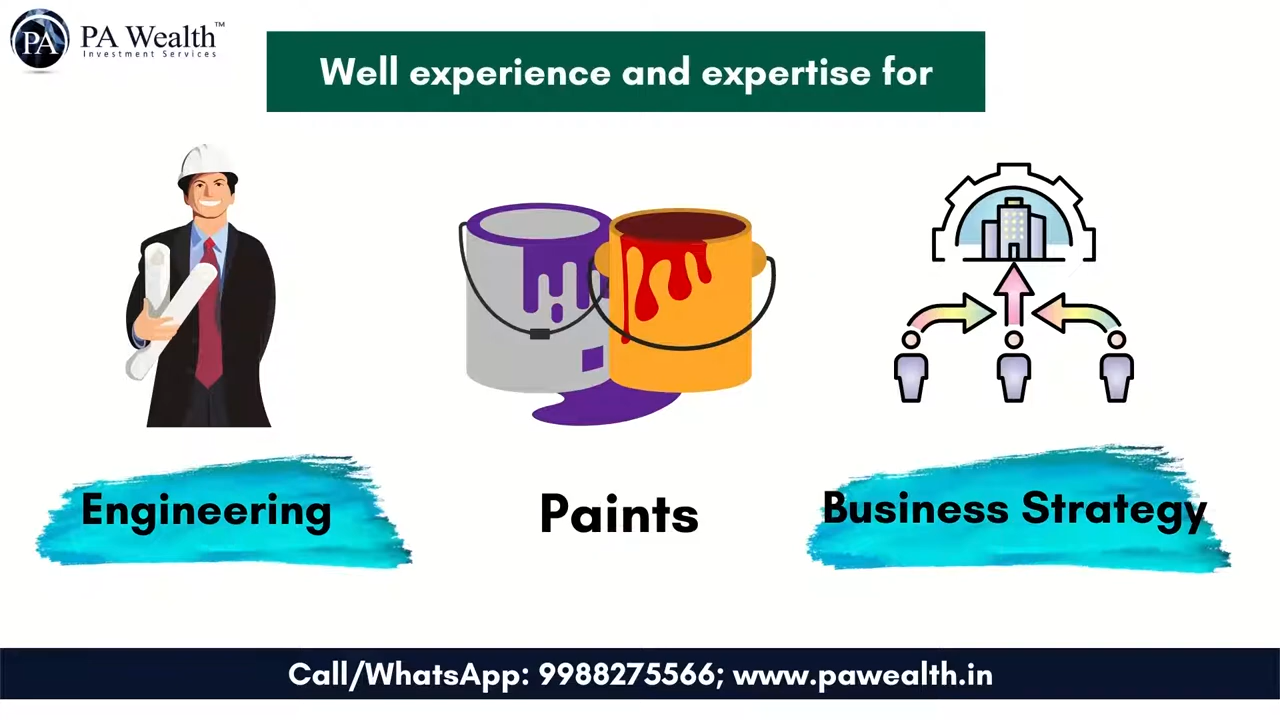 PA
PA Wealth™
Investment Services
Well experience and expertise for
Engineering
Paints
Business Strategy
Call/WhatsApp: 9988275566; www.pawealth.in